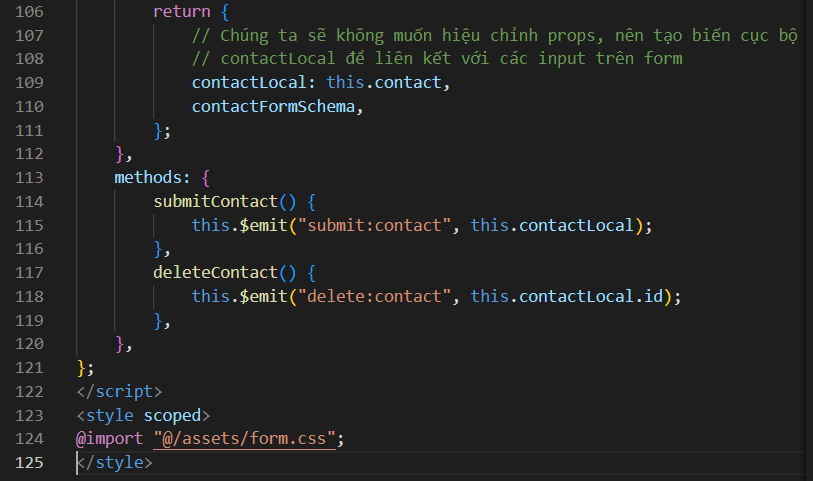 106 return {
107 // Chúng ta sẽ không muốn hiệu chỉnh props, nên tạo biến cục bộ
108 // contactLocal để liên kết với các input trên form
109 contactLocal: this.contact,
110 contactFormSchema,
111 };
112 },
113 methods: {
114 submitContact() {
115 this.$emit("submit:contact", this.contactLocal);
116 },
117 deleteContact() {
118 this.$emit("delete:contact", this.contactLocal.id);
119 },
120 },
121 };
122 </script>
123 <style scoped>
124 @import "@/assets/form.css";
125 </style>